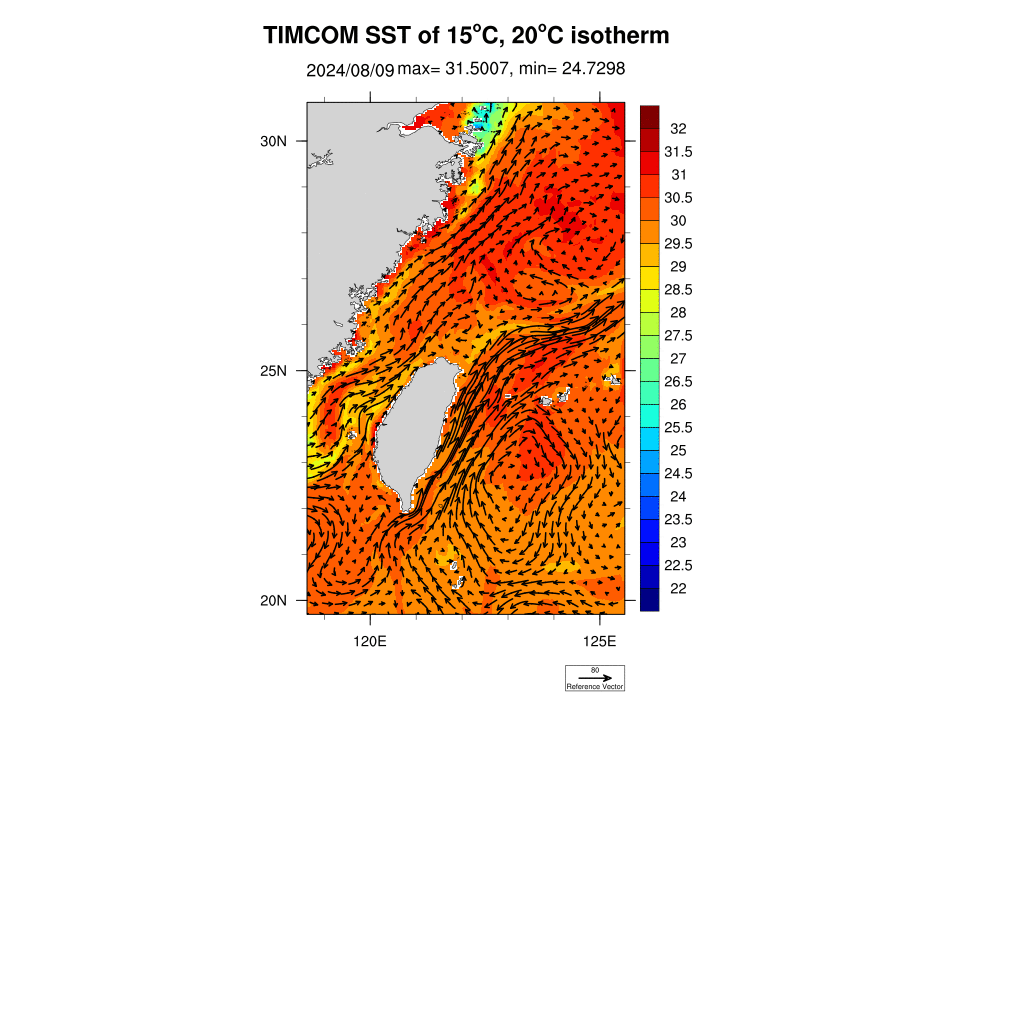 TIMCOM SST of 15°C, 20°C isotherm
2024/08/09 max= 31.5007, min= 24.7298
30N
25N
20N
120E
125E
32
31.5
31
30.5
30
29.5
29
28.5
28
27.5
27
26.5
26
25.5
25
24.5
24
23.5
23
22.5
22
80
Reference Vector